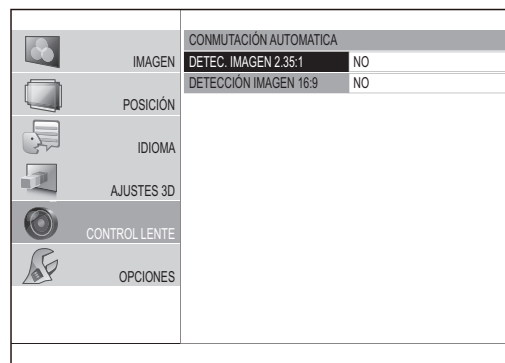 IMAGEN
POSICIÓN
IDIOMA
AJUSTES 3D
CONTROL LENTE
OPCIONES
CONMUTACIÓN AUTOMATICA
DETEC. IMAGEN 2.35:1 NO
DETECCIÓN IMAGEN 16:9 NO